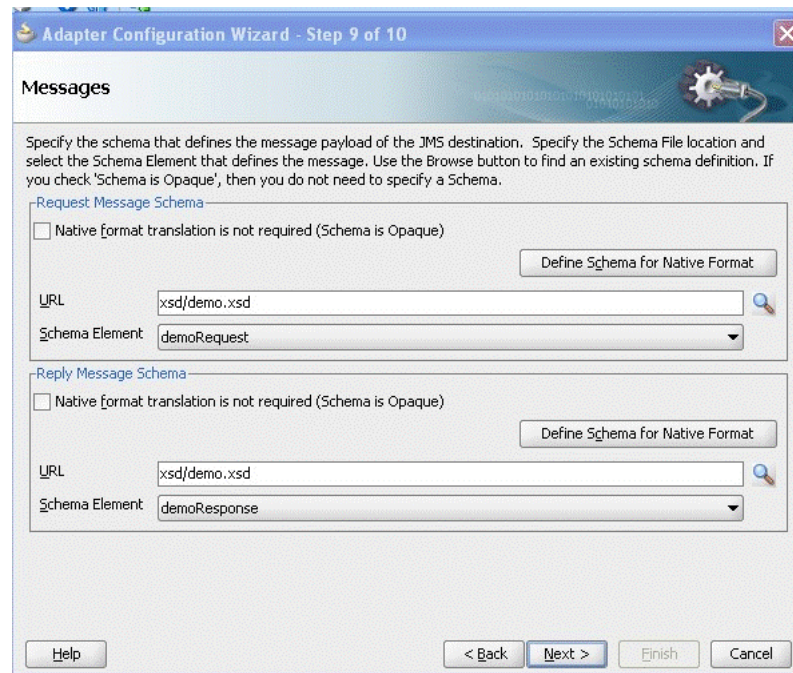 Adapter Configuration Wizard - Step 9 of 10
Messages
Specify the schema that defines the message payload of the JMS destination. Specify the Schema File location and
select the Schema Element that defines the message. Use the Browse button to find an existing schema definition. If
you check 'Schema is Opaque', then you do not need to specify a Schema.
Request Message Schema
Native format translation is not required (Schema is Opaque)
Define Schema for Native Format
URL xsd/demo.xsd
Schema Element demoRequest
Reply Message Schema
Native format translation is not required (Schema is Opaque)
Define Schema for Native Format
URL xsd/demo.xsd
Schema Element demoResponse
Help < Back Next > Finish Cancel